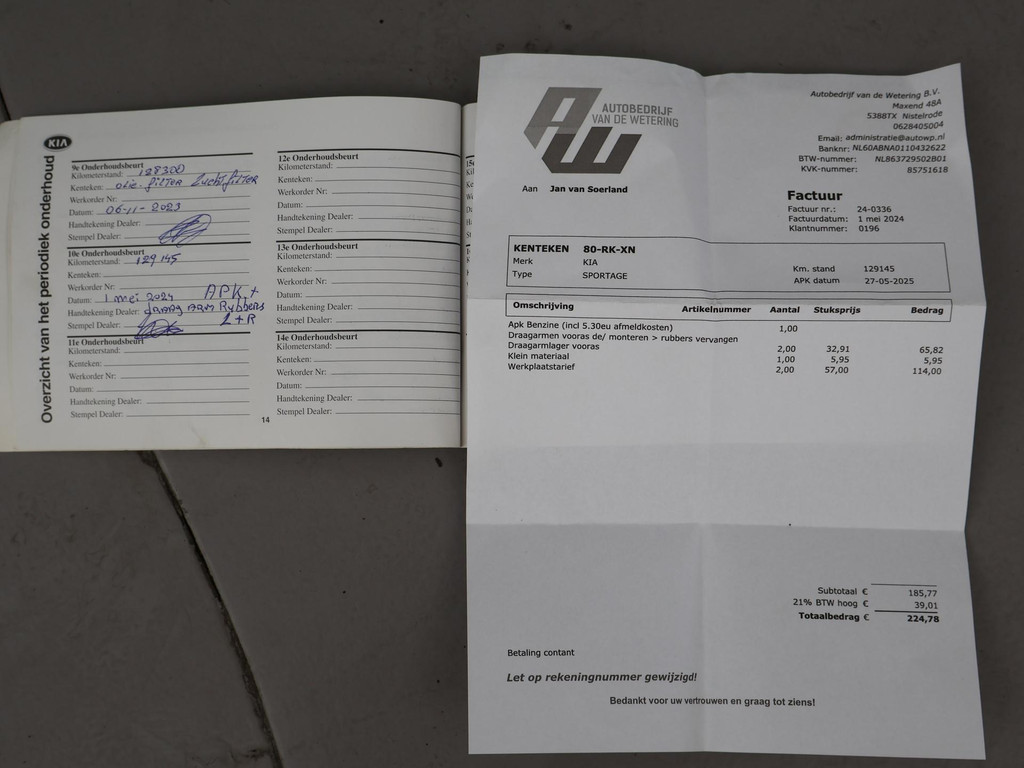 KIA
Overzicht van het periodiek onderhoud
9e Onderhoudsbeurt
Kilometerstand: 128300
Kenteken: olie-filter luchtfilter
Werkorder Nr:
Datum: 06-11-2023
Handtekening Dealer:
Stempel Dealer:
10e Onderhoudsbeurt
Kilometerstand: 129145
Kenteken:
Werkorder Nr:
Datum: 1 mei 2024 APK +
Handtekening Dealer: draag arm Rubbers
Stempel Dealer: L+R
11e Onderhoudsbeurt
Kilometerstand:
Kenteken:
Werkorder Nr:
Datum:
Handtekening Dealer:
Stempel Dealer:
12e Onderhoudsbeurt
Kilometerstand:
Kenteken:
Werkorder Nr:
Datum:
Handtekening Dealer:
Stempel Dealer:
13e Onderhoudsbeurt
Kilometerstand:
Kenteken:
Werkorder Nr:
Datum:
Handtekening Dealer:
Stempel Dealer:
14e Onderhoudsbeurt
Kilometerstand:
Kenteken:
Werkorder Nr:
Datum:
Handtekening Dealer:
Stempel Dealer:
14
AW
AUTOBEDRIJF
VAN DE WETERING
Autobedrijf van de Wetering B.V.
Maxend 48A
5388TX Nistelrode
0628405004
Email: administratie@autowp.nl
Banknr: NL60ABNA0110432622
BTW-nummer: NL863729502B01
KVK-nummer: 85751618
Aan Jan van Soerland
Factuur
Factuur nr.: 24-0336
Factuurdatum: 1 mei 2024
Klantnummer: 0196
KENTEKEN 80-RK-XN
Merk KIA
Type SPORTAGE
Km. stand 129145
APK datum 27-05-2025
Omschrijving Artikelnummer Aantal Stuksprijs Bedrag
Apk Benzine (incl 5.30eu afmeldkosten) 1,00
Draagarmen vooras de/ monteren > rubbers vervangen
Draagarmlager vooras 2,00 32,91 65,82
Klein materiaal 1,00 5,95 5,95
Werkplaatstarief 2,00 57,00 114,00
Subtotaal € 185,77
21% BTW hoog € 39,01
Totaalbedrag € 224,78
Betaling contant
Let op rekeningnummer gewijzigd!
Bedankt voor uw vertrouwen en graag tot ziens!